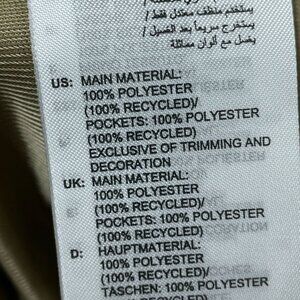 يستخدم منظف معتدل فقط /
يستخرج سريعا بعد الغسيل /
يغسل مع ألوان مماثلة
US: MAIN MATERIAL:
100% POLYESTER
(100% RECYCLED)/
POCKETS: 100% POLYESTER
(100% RECYCLED)
EXCLUSIVE OF TRIMMING AND
DECORATION
UK: MAIN MATERIAL:
100% POLYESTER
(100% RECYCLED)/
POCKETS: 100% POLYESTER
(100% RECYCLED)
D: HAUPTMATERIAL:
100% POLYESTER
(100% RECYCLED)/
TASCHEN: 100% POLYESTER